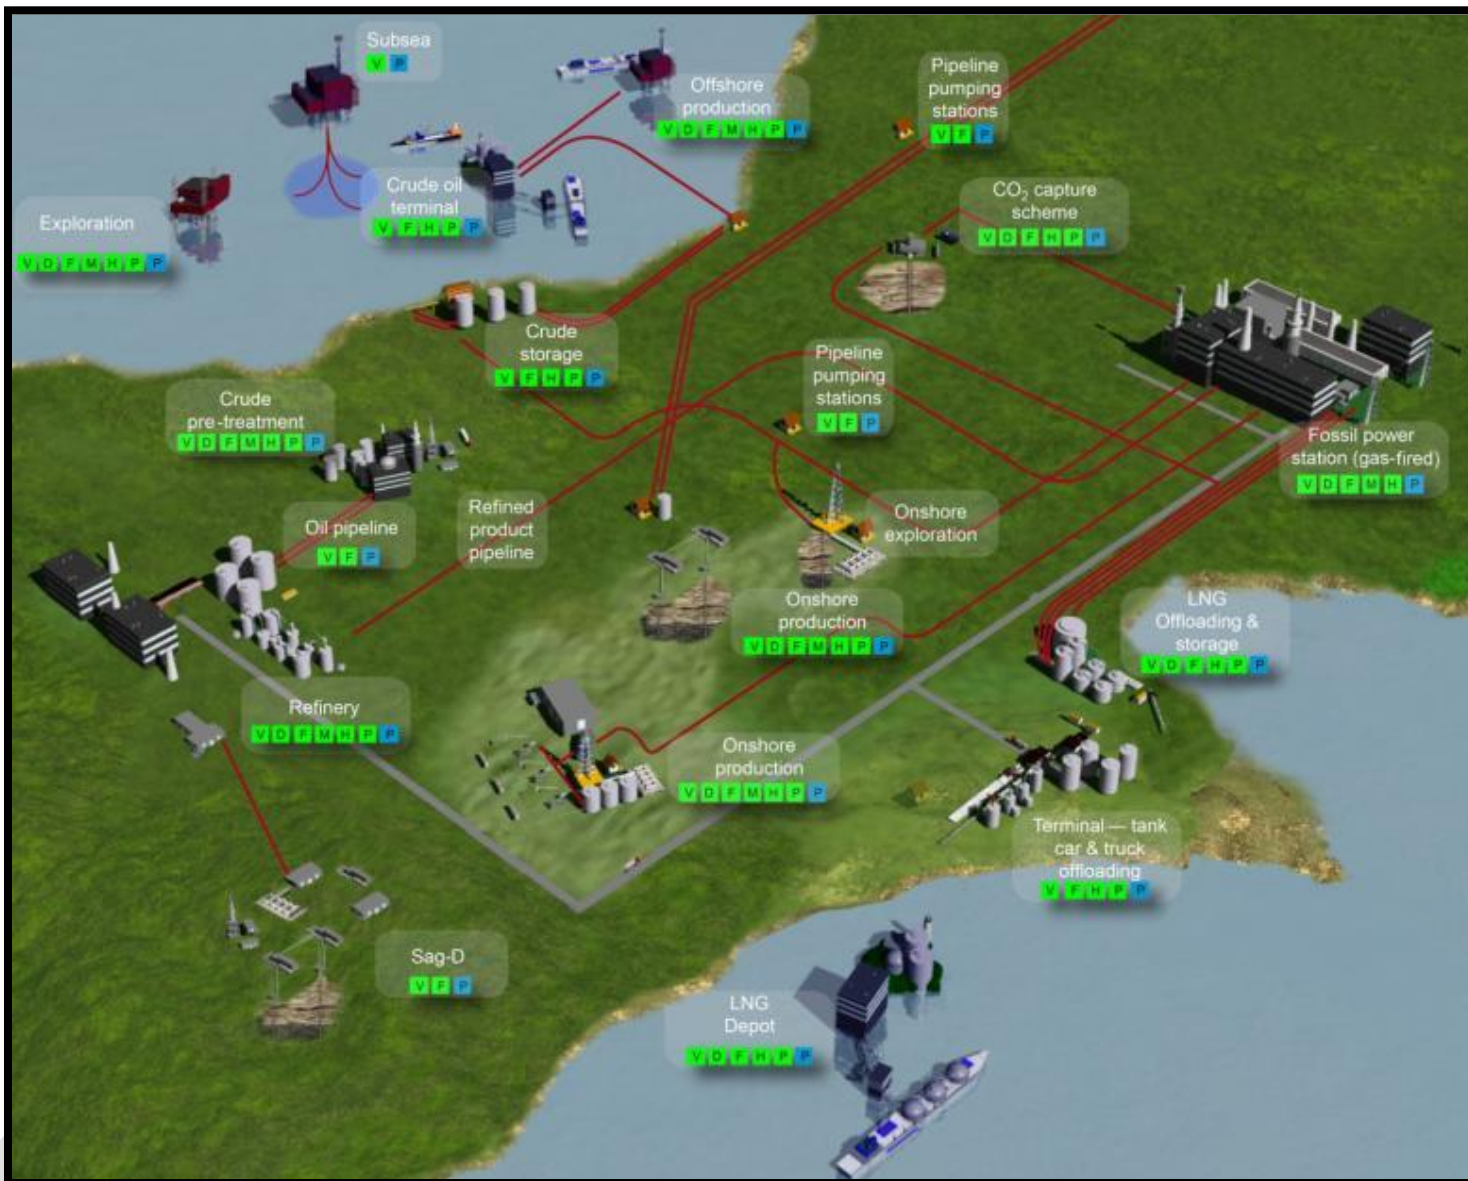 Subsea
V P
Offshore
production
V D F M H P P
Pipeline
pumping
stations
V F P
Exploration
V D F M H P P
Crude oil
terminal
V F H P P
CO₂ capture
scheme
V D F H P P
Crude
storage
V F H P P
Pipeline
pumping
stations
V F P
Crude
pre-treatment
V D F M H P P
Fossil power
station (gas-fired)
V D F M H P
Oil pipeline
V F P
Refined
product
pipeline
Onshore
exploration
Onshore
production
V D F M H P P
LNG
Offloading &
storage
V D F H P P
Refinery
V D F M H P P
Onshore
production
V D F M H P P
Terminal — tank
car & truck
offloading
V F H P P
Sag-D
V F P
LNG
Depot
V D F H P P